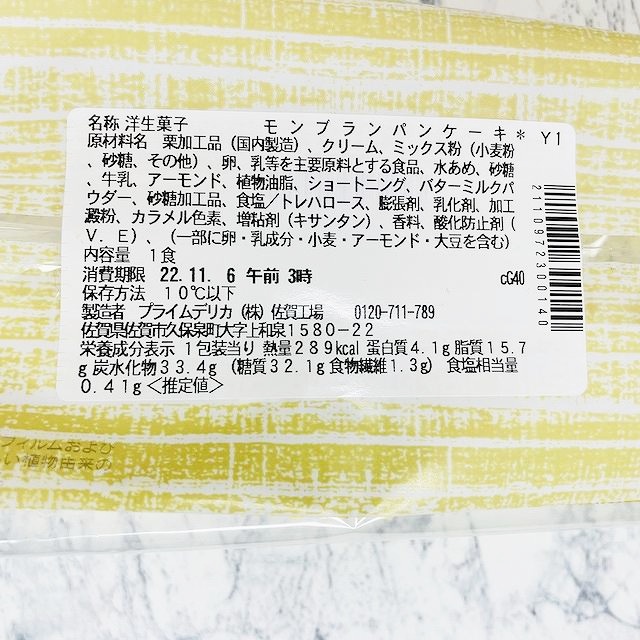 名称 洋生菓子 モンブランパンケーキ* Y1
原材料名 栗加工品（国内製造）、クリーム、ミックス粉（小麦粉
、砂糖、その他）、卵、乳等を主要原料とする食品、水あめ、砂糖
、牛乳、アーモンド、植物油脂、ショートニング、バターミルクパ
ウダー、砂糖加工品、食塩／トレハロース、膨張剤、乳化剤、加工
澱粉、カラメル色素、増粘剤（キサンタン）、香料、酸化防止剤（
V．E）、（一部に卵・乳成分・小麦・アーモンド・大豆を含む）
内容量 1食
消費期限 22.11. 6 午前 3時 cG40
保存方法 10℃以下
製造者 プライムデリカ（株）佐賀工場 0120-711-789
佐賀県佐賀市久保泉町大字上和泉1580-22
栄養成分表示 1包装当り 熱量289kcal 蛋白質4.1g 脂質15.7
g 炭水化物33.4g （糖質32.1g 食物繊維1.3g） 食塩相当量
0.41g＜推定値＞
2110972300140
フィルムおよび
い植物由来の